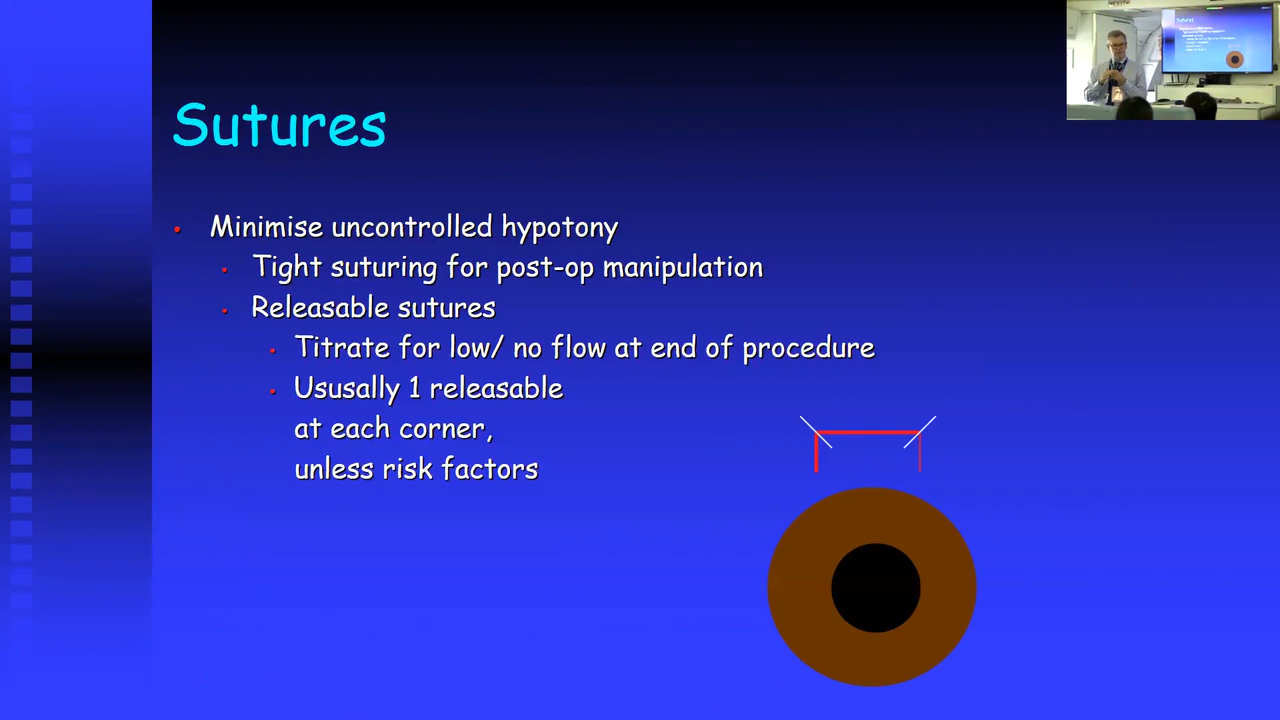 Sutures
Minimise uncontrolled hypotony
Tight suturing for post-op manipulation
Releasable sutures
Titrate for low/ no flow at end of procedure
Ususally 1 releasable
at each corner,
unless risk factors
Sutures